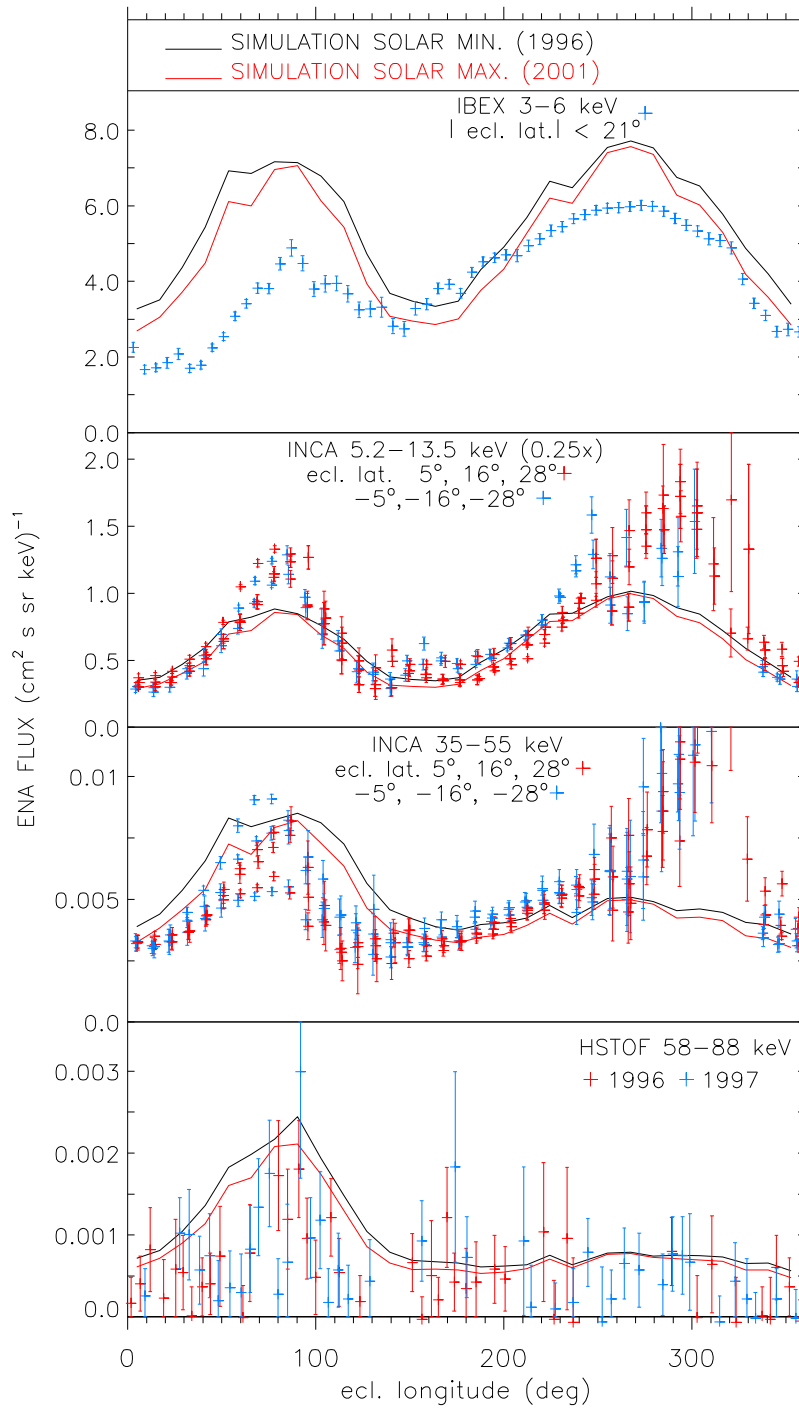 SIMULATION SOLAR MIN. (1996)
SIMULATION SOLAR MAX. (2001)
IBEX 3−6 keV
| ecl. lat.| < 21°
8.0
6.0
4.0
2.0
0.0
INCA 5.2−13.5 keV (0.25x)
ecl. lat. 5°, 16°, 28°
−5°,−16°,−28°
2.0
1.5
1.0
0.5
0.0
INCA 35−55 keV
ecl. lat. 5°, 16°, 28°
−5°, −16°, −28°
0.01
0.005
0.0
HSTOF 58−88 keV
1996 1997
0.003
0.002
0.001
0.0
0 100 200 300
ecl. longitude (deg)
ENA FLUX (cm² s sr keV)⁻¹